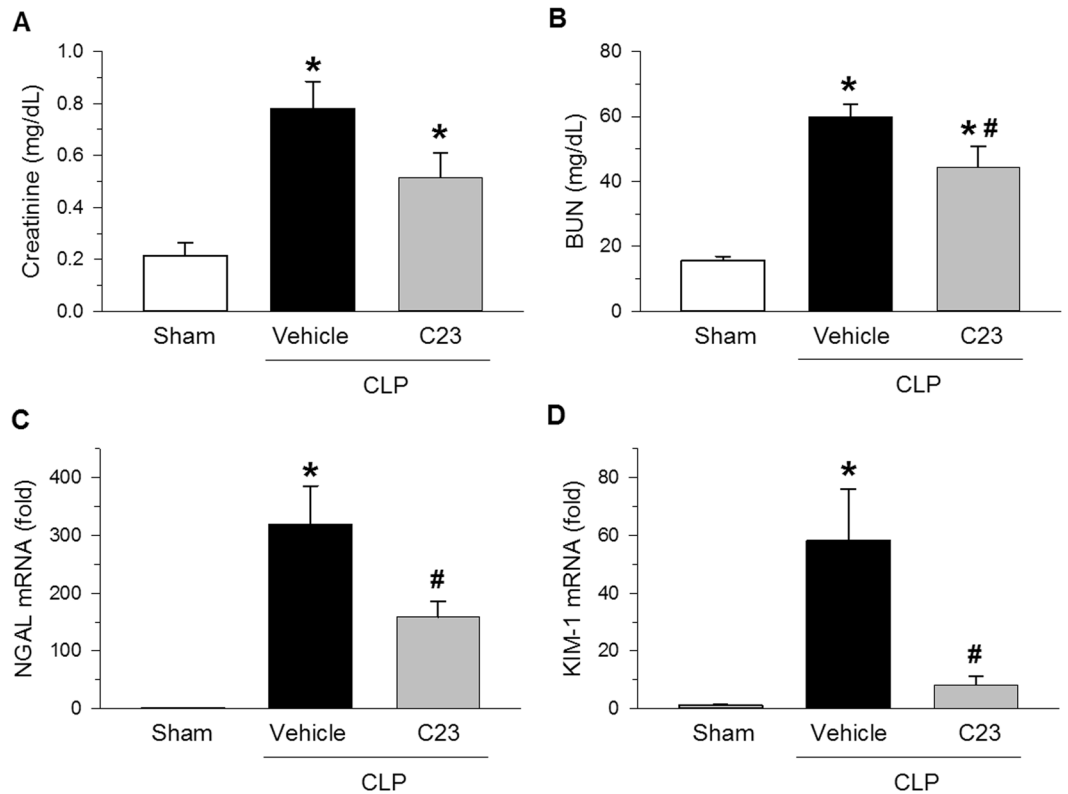 A
Creatinine (mg/dL)
1.0
0.8
0.6
0.4
0.2
0.0
*
*
Sham Vehicle C23
CLP
B
BUN (mg/dL)
80
60
40
20
0
*
* #
Sham Vehicle C23
CLP
C
NGAL mRNA (fold)
400
300
200
100
0
*
#
Sham Vehicle C23
CLP
D
KIM-1 mRNA (fold)
80
60
40
20
0
*
#
Sham Vehicle C23
CLP